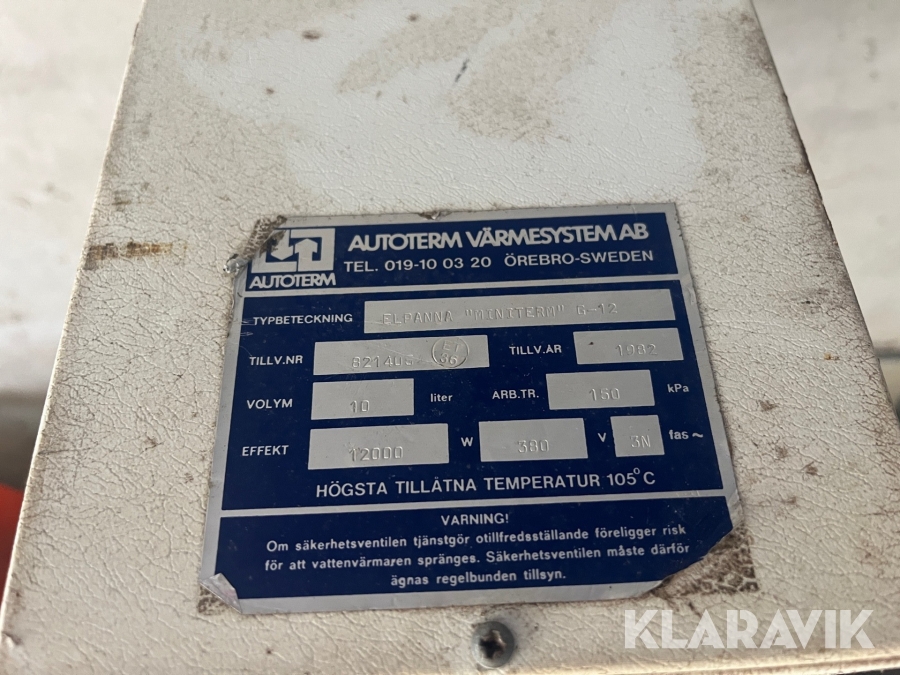 AUTOTERM
AUTOTERM VÄRMESYSTEM AB
TEL. 019-10 03 20 ÖREBRO-SWEDEN
TYPBETECKNING ELPANNA "MINITERM" G-12
TILLV.NR TILLV.ÅR 1982
VOLYM 10 liter ARB.TR. 150 kPa
EFFEKT 12000 W 380 V 3N fas ~
HÖGSTA TILLÅTNA TEMPERATUR 105°C
VARNING!
Om säkerhetsventilen tjänstgör otillfredsställande föreligger risk
för att vattenvärmaren spränges. Säkerhetsventilen måste därför
ägnas regelbunden tillsyn.
KLARAVIK